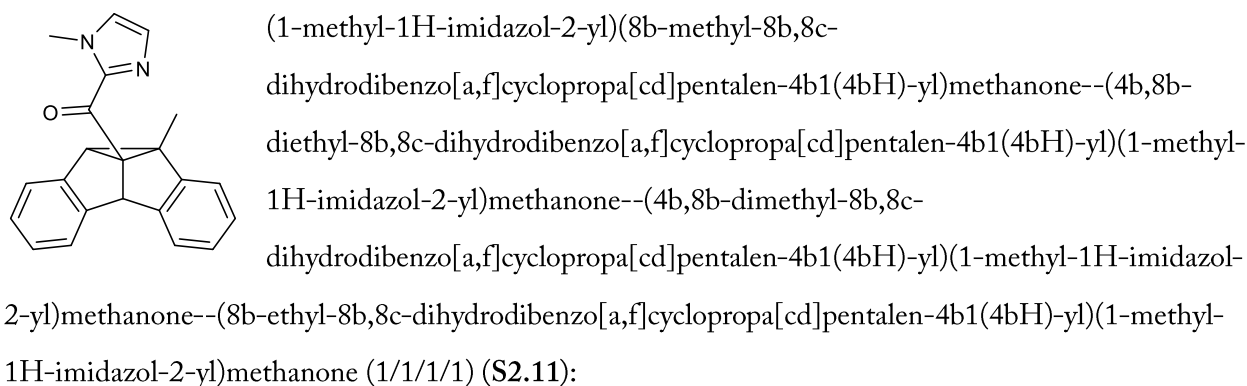 (1-methyl-1H-imidazol-2-yl)(8b-methyl-8b,8c-
dihydrodibenzo[a,f]cyclopropa[cd]pentalen-4b1(4bH)-yl)methanone--(4b,8b-
diethyl-8b,8c-dihydrodibenzo[a,f]cyclopropa[cd]pentalen-4b1(4bH)-yl)(1-methyl-
1H-imidazol-2-yl)methanone--(4b,8b-dimethyl-8b,8c-
dihydrodibenzo[a,f]cyclopropa[cd]pentalen-4b1(4bH)-yl)(1-methyl-1H-imidazol-
2-yl)methanone--(8b-ethyl-8b,8c-dihydrodibenzo[a,f]cyclopropa[cd]pentalen-4b1(4bH)-yl)(1-methyl-
1H-imidazol-2-yl)methanone (1/1/1/1) (S2.11):
N
N
O